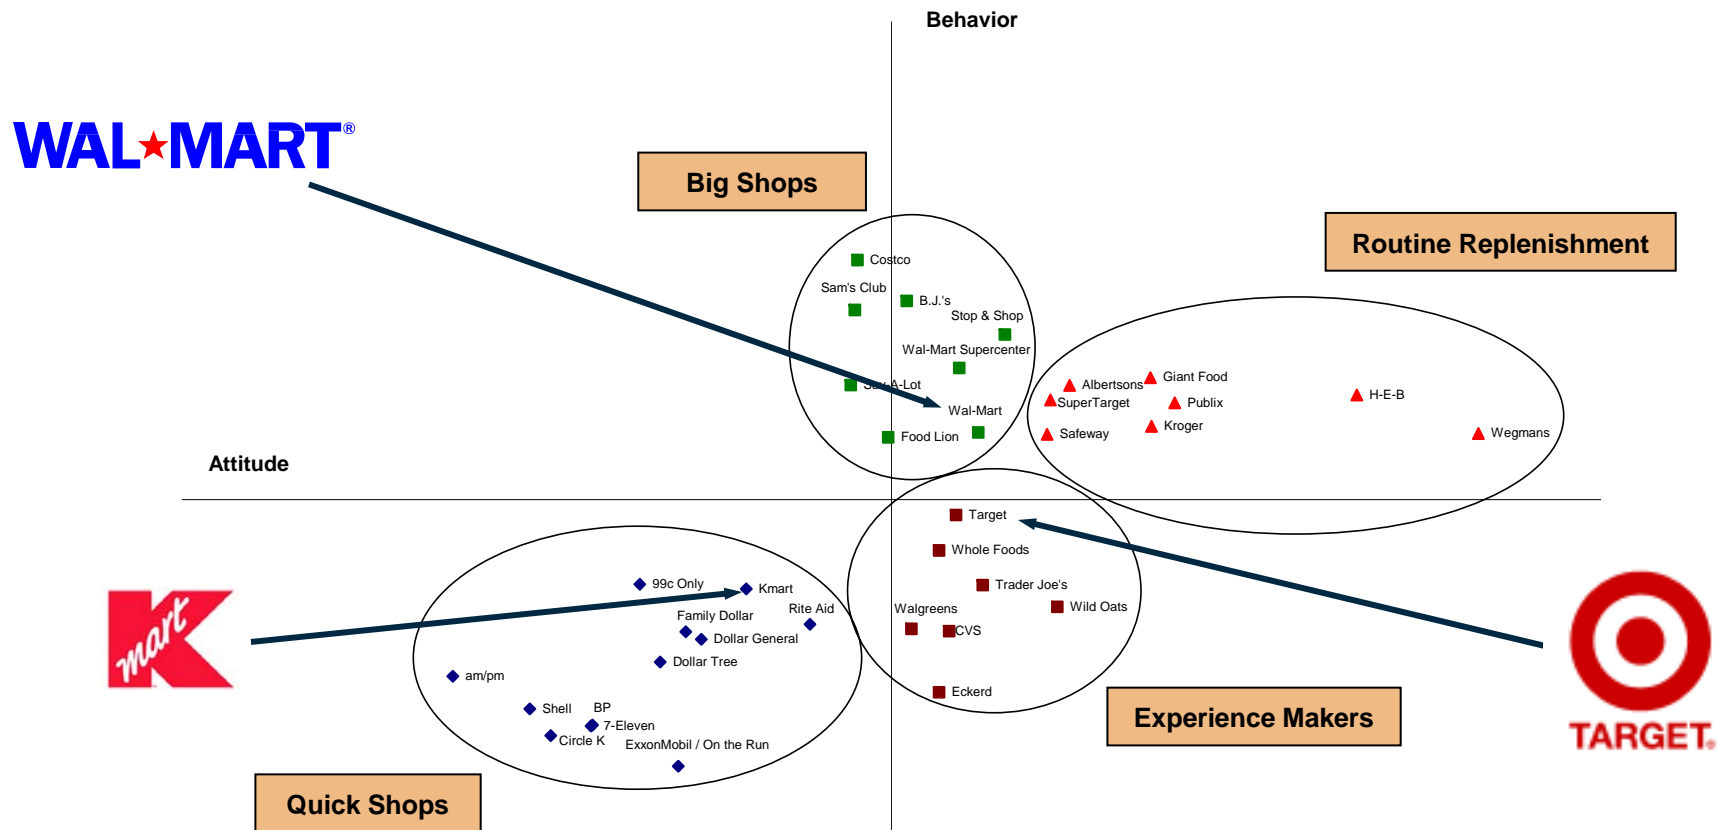 Behavior
WAL★MART®
Big Shops
Routine Replenishment
Costco
Sam's Club
B.J.'s
Stop & Shop
Wal-Mart Supercenter
Sav-A-Lot
Wal-Mart
Food Lion
Albertsons
Giant Food
SuperTarget
Publix
H-E-B
Safeway
Kroger
Wegmans
Attitude
Target
Whole Foods
Trader Joe's
Wild Oats
Walgreens
CVS
Eckerd
99c Only
Kmart
Family Dollar
Rite Aid
Dollar General
Dollar Tree
am/pm
Shell
BP
7-Eleven
Circle K
ExxonMobil / On the Run
K
mart
TARGET®
Experience Makers
Quick Shops